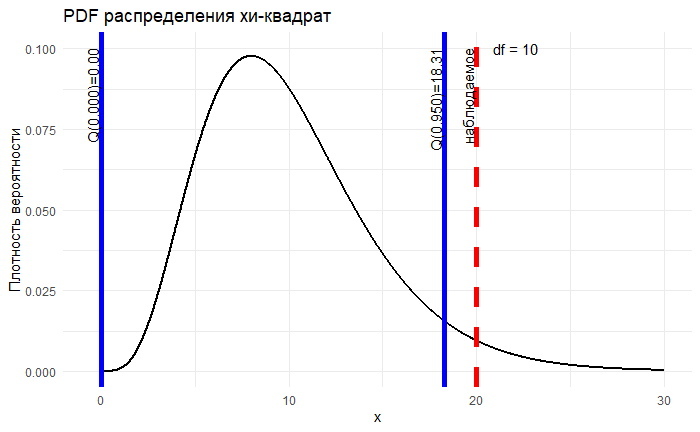 PDF распределения хи-квадрат
Плотность вероятности
0.100
0.075
0.050
0.025
0.000
Q(0.000)=0.00
Q(0.950)=18.31
наблюдаемое
df = 10
0
10
20
30
x